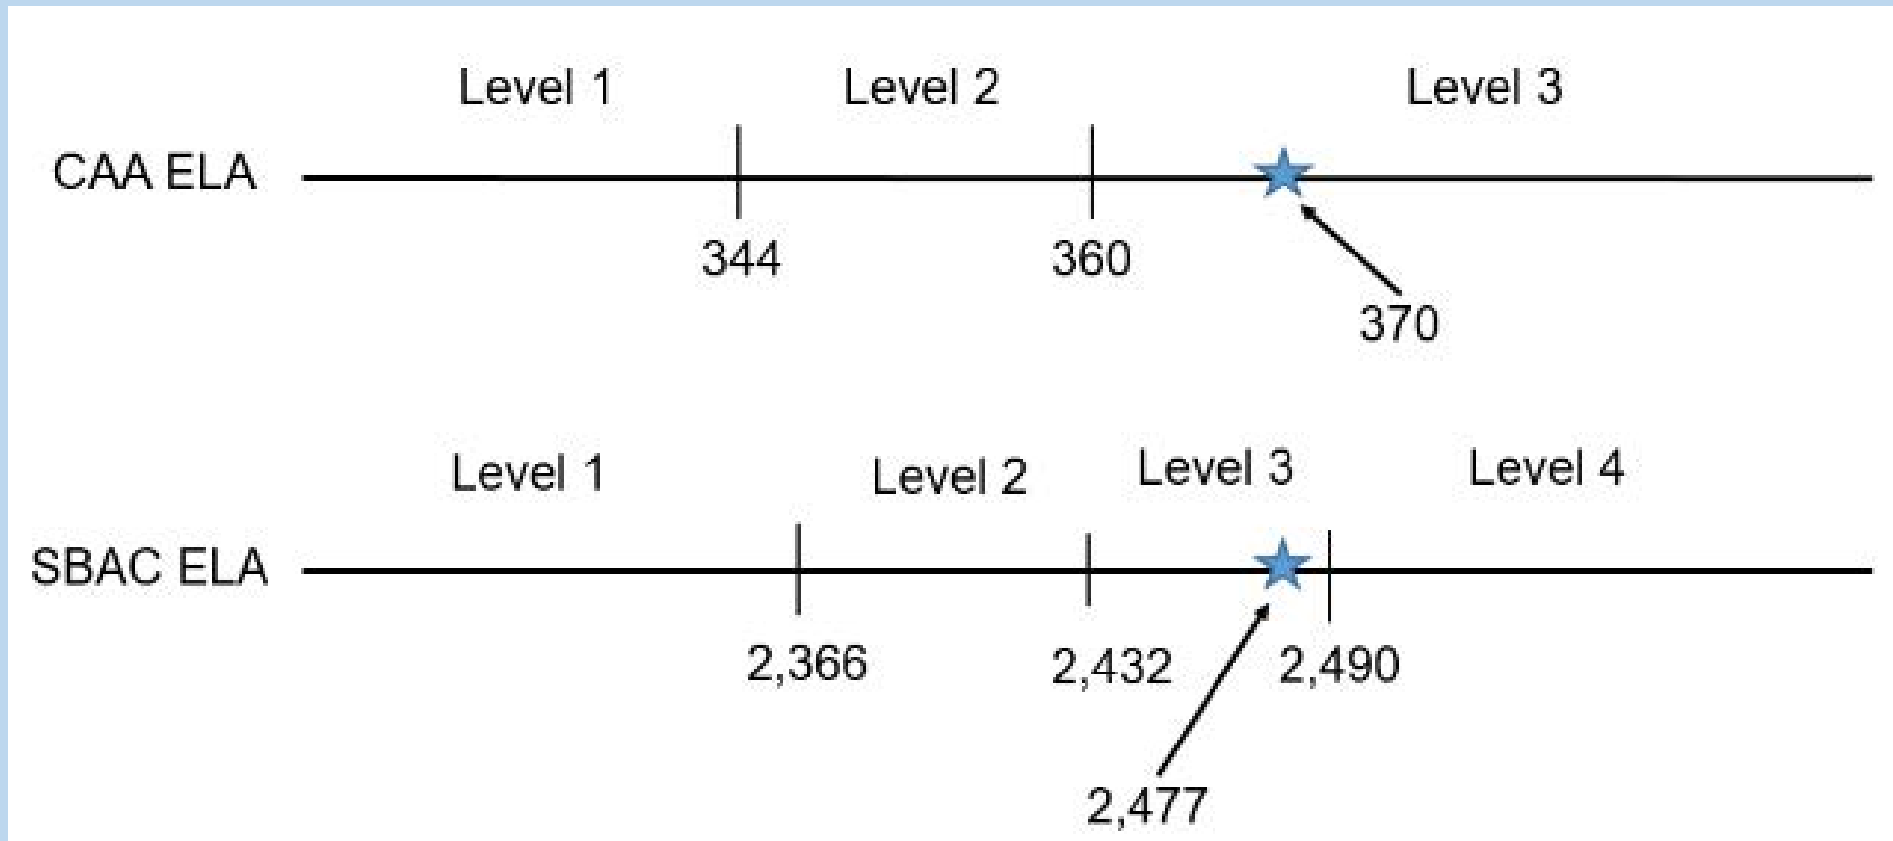 Level 1 Level 2 Level 3
CAA ELA
344 360
370
Level 1 Level 2 Level 3 Level 4
SBAC ELA
2,366 2,432 2,490
2,477